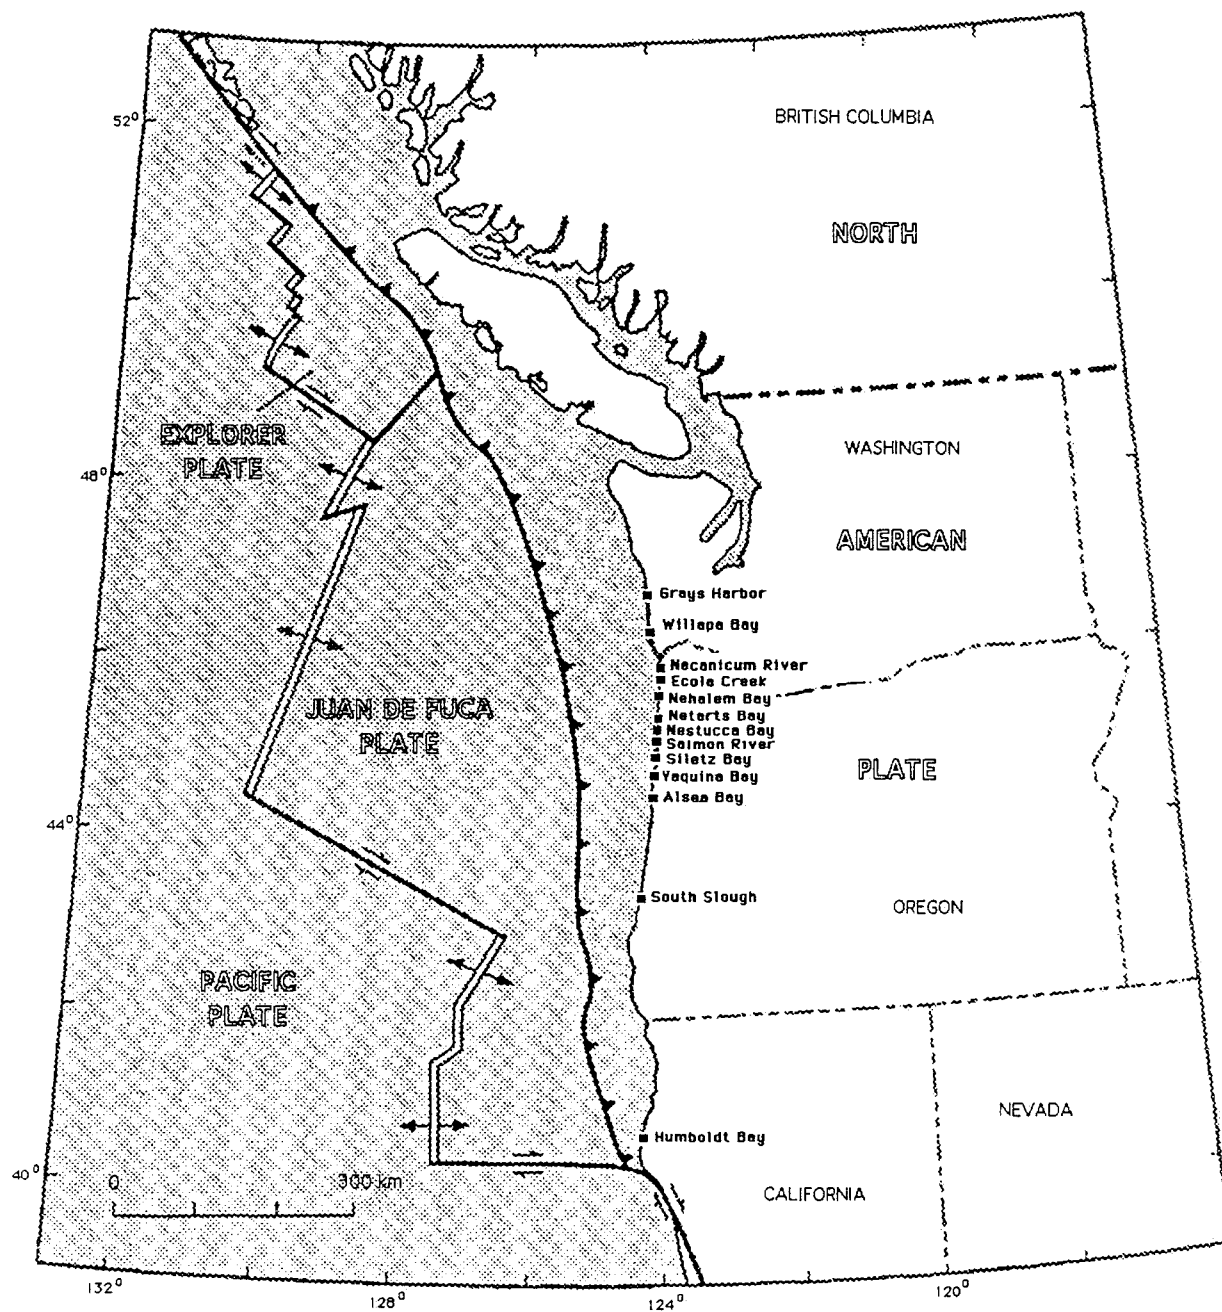 52°
BRITISH COLUMBIA
NORTH
EXPLORER
PLATE
WASHINGTON
48°
AMERICAN
Grays Harbor
Willapa Bay
Necanicum River
Ecola Creek
Nehalem Bay
Netarts Bay
Nestucca Bay
Salmon River
Siletz Bay
Yaquina Bay
Alsea Bay
JUAN DE FUCA
PLATE
PLATE
44°
South Slough
OREGON
PACIFIC
PLATE
NEVADA
Humboldt Bay
40°
0 300 km
CALIFORNIA
132° 128° 124° 120°